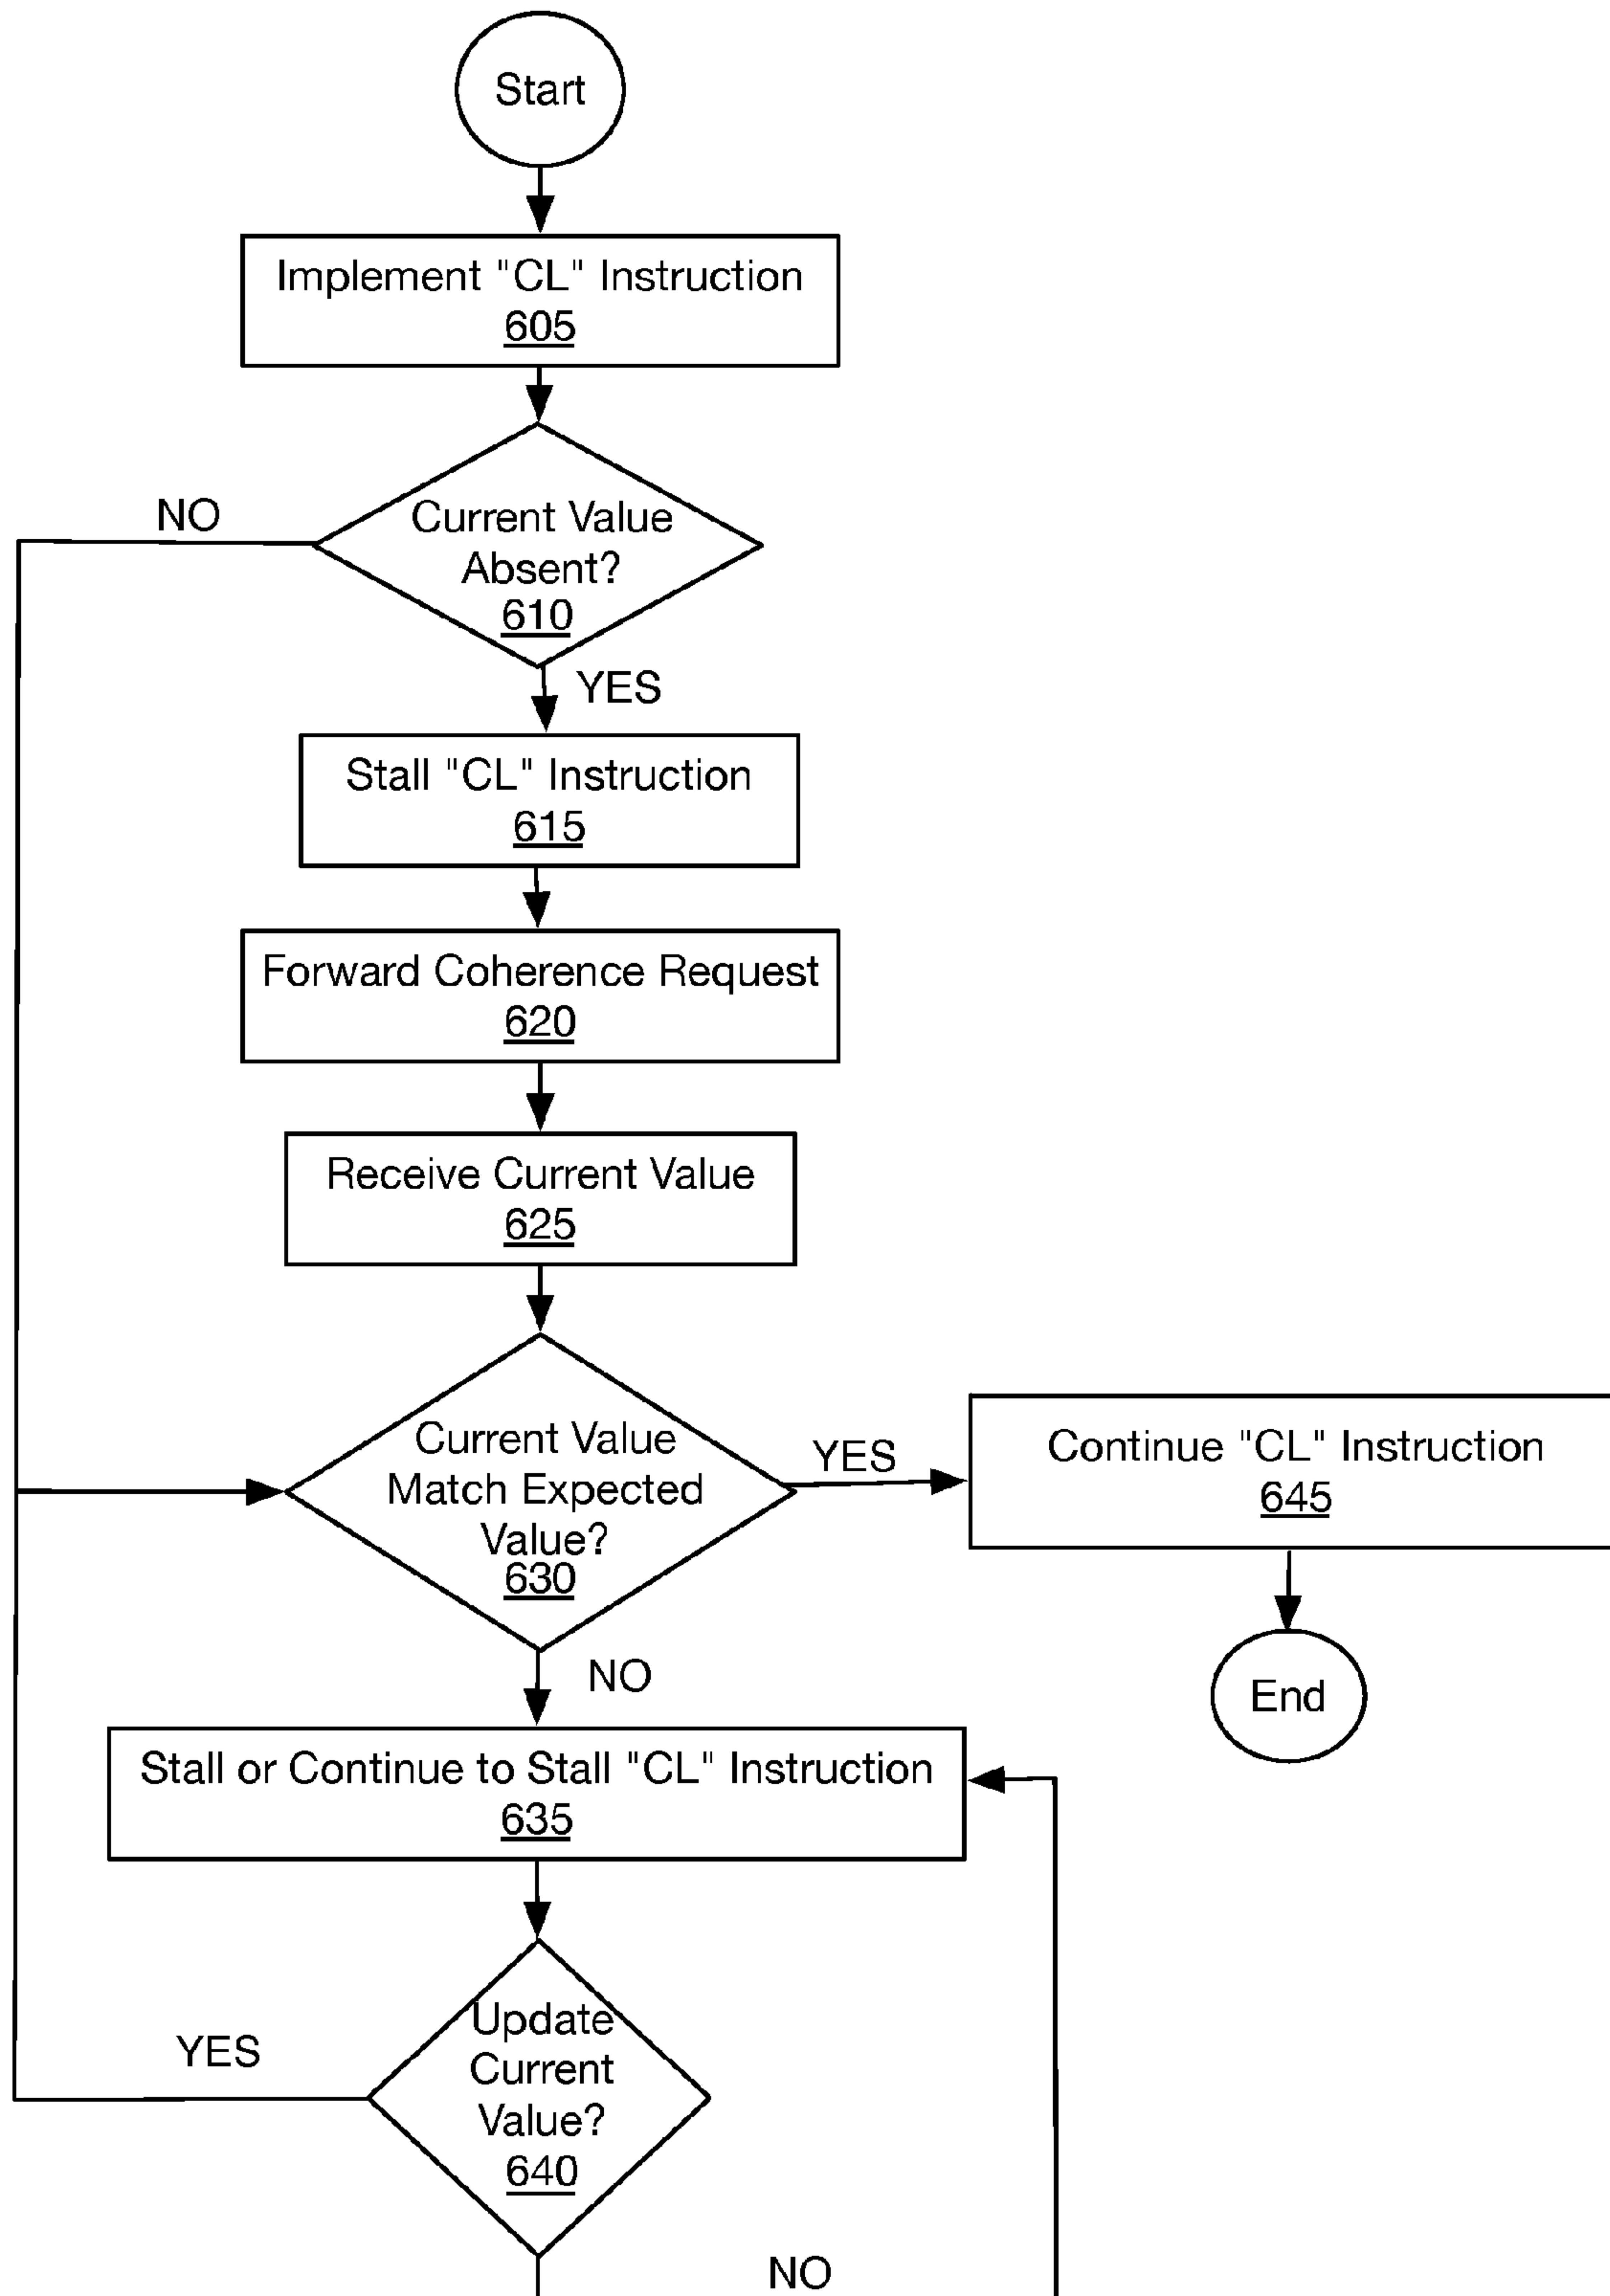 Start
Implement "CL" Instruction
605
NO
Current Value
Absent?
610
YES
Stall "CL" Instruction
615
Forward Coherence Request
620
Receive Current Value
625
Current Value
Match Expected
Value?
630
YES
Continue "CL" Instruction
645
NO
End
Stall or Continue to Stall "CL" Instruction
635
YES
Update
Current
Value?
640
NO